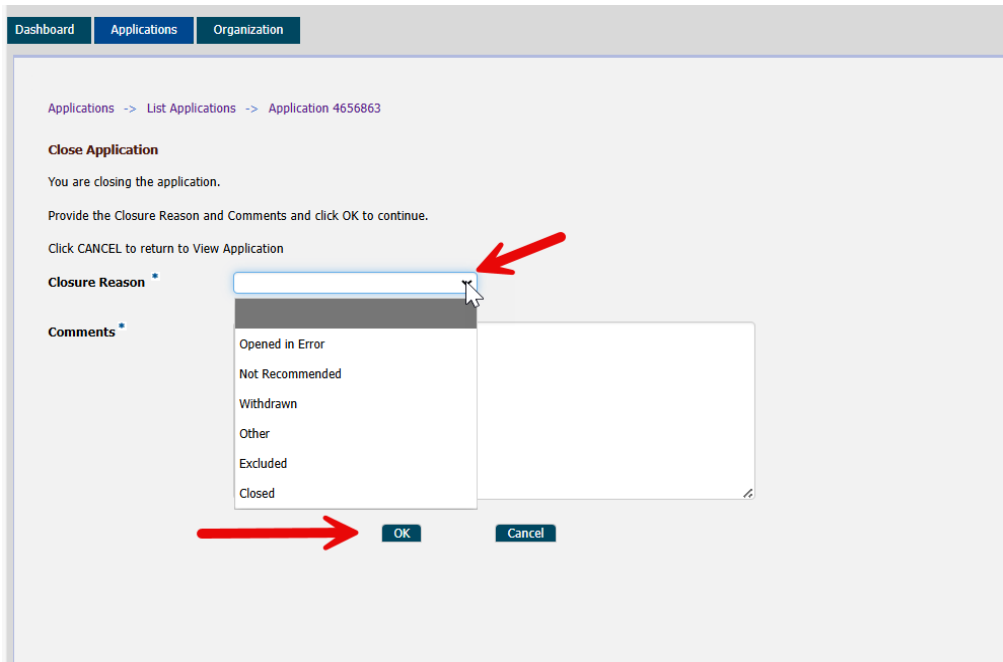 Dashboard Applications Organization
Applications -> List Applications -> Application 4656863
Close Application
You are closing the application.
Provide the Closure Reason and Comments and click OK to continue.
Click CANCEL to return to View Application
Closure Reason *
Comments *
Opened in Error
Not Recommended
Withdrawn
Other
Excluded
Closed
OK Cancel